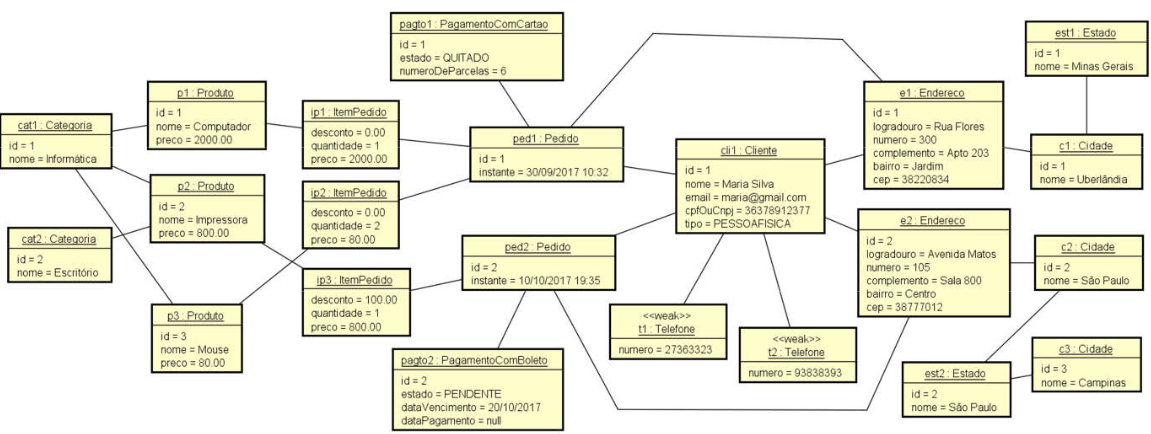 pagto1 : PagamentoComCartao
id = 1
estado = QUITADO
numeroDeParcelas = 6
est1 : Estado
id = 1
nome = Minas Gerais
p1 : Produto
id = 1
nome = Computador
preco = 2000.00
cat1 : Categoria
id = 1
nome = Informática
ip1 : ItemPedido
desconto = 0.00
quantidade = 1
preco = 2000.00
ped1 : Pedido
id = 1
instante = 30/09/2017 10:32
e1 : Endereco
id = 1
logradouro = Rua Flores
numero = 300
complemento = Apto 203
bairro = Jardim
cep = 38220834
c1 : Cidade
id = 1
nome = Uberlândia
cli1 : Cliente
id = 1
nome = Maria Silva
email = maria@gmail.com
cpfOuCnpj = 36378912377
tipo = PESSOAFISICA
p2 : Produto
id = 2
nome = Impressora
preco = 800.00
ip2 : ItemPedido
desconto = 0.00
quantidade = 2
preco = 80.00
cat2 : Categoria
id = 2
nome = Escritório
ped2 : Pedido
id = 2
instante = 10/10/2017 19:35
e2 : Endereco
id = 2
logradouro = Avenida Matos
numero = 105
complemento = Sala 800
bairro = Centro
cep = 38777012
c2 : Cidade
id = 2
nome = São Paulo
ip3 : ItemPedido
desconto = 100.00
quantidade = 1
preco = 800.00
p3 : Produto
id = 3
nome = Mouse
preco = 80.00
<<weak>>
t1 : Telefone
numero = 27363323
<<weak>>
t2 : Telefone
numero = 93838393
pagto2 : PagamentoComBoleto
id = 2
estado = PENDENTE
dataVencimento = 20/10/2017
dataPagamento = null
est2 : Estado
id = 2
nome = São Paulo
c3 : Cidade
id = 3
nome = Campinas